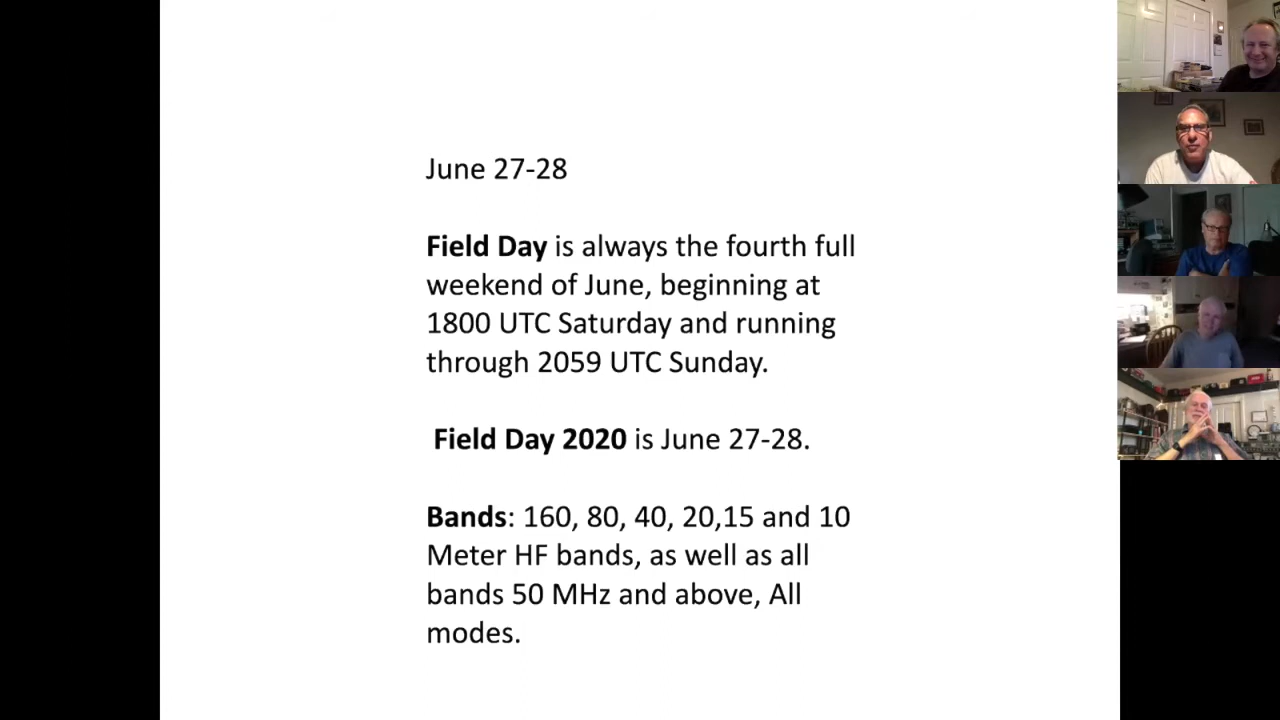 June 27-28
Field Day is always the fourth full
weekend of June, beginning at
1800 UTC Saturday and running
through 2059 UTC Sunday.
Field Day 2020 is June 27-28.
Bands: 160, 80, 40, 20,15 and 10
Meter HF bands, as well as all
bands 50 MHz and above, All
modes.